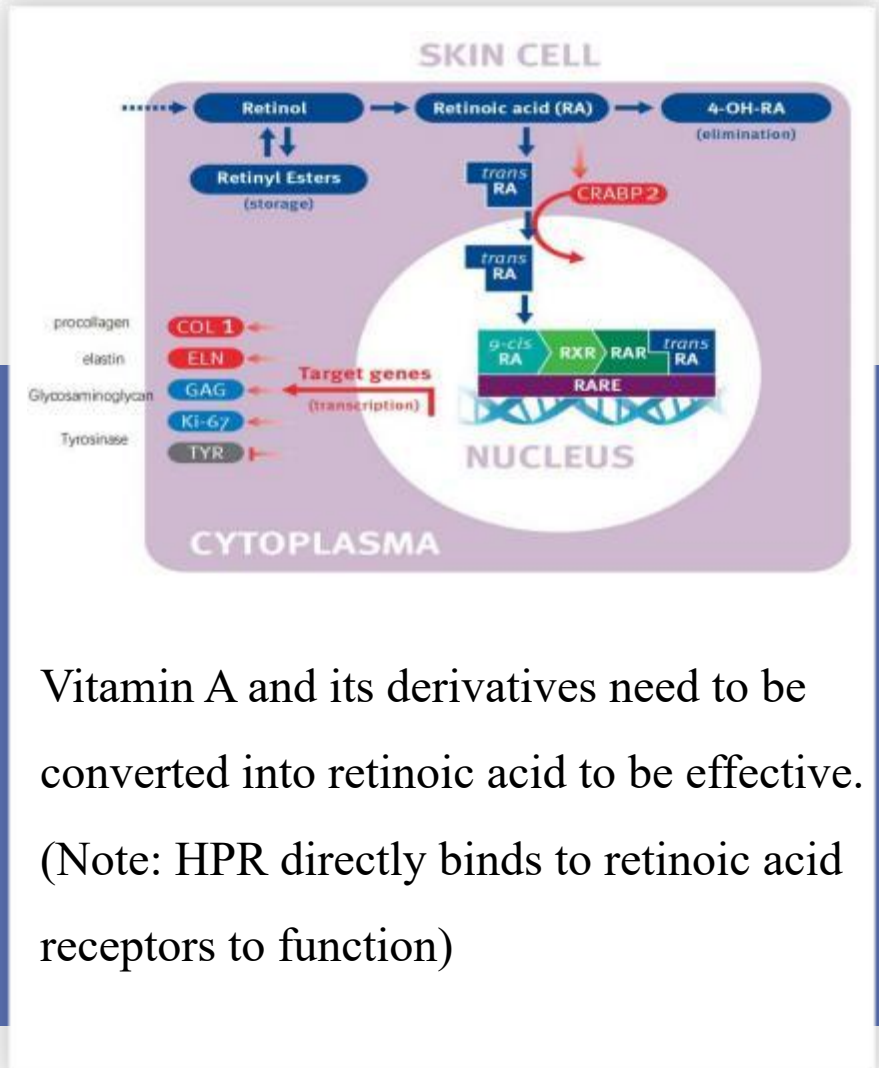 SKIN CELL
Retinol
Retinoic acid (RA)
4-OH-RA
(elimination)
Retinyl Esters
(storage)
trans
RA
CRABP 2
trans
RA
9-cis
RA
RXR
RAR
trans
RA
RARE
NUCLEUS
Target genes
(transcription)
procollagen
COL 1
elastin
ELN
Glycosaminoglycan
GAG
Ki-67
Tyrosinase
TYR
CYTOPLASMA
Vitamin A and its derivatives need to be
converted into retinoic acid to be effective.
(Note: HPR directly binds to retinoic acid
receptors to function)